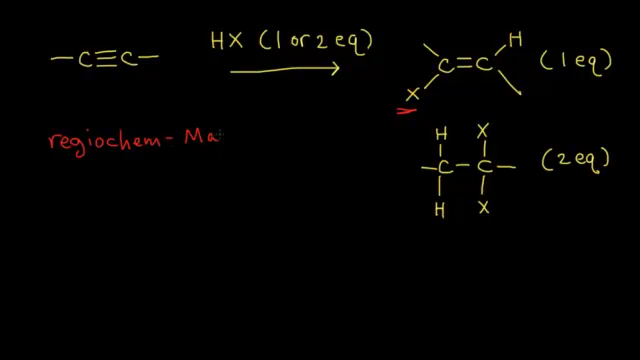 HX (1 or 2 eq)
—C≡C—
C=C
H
X
(1 eq)
regiochem - Ma
H X
—C—C—
H X
(2 eq)